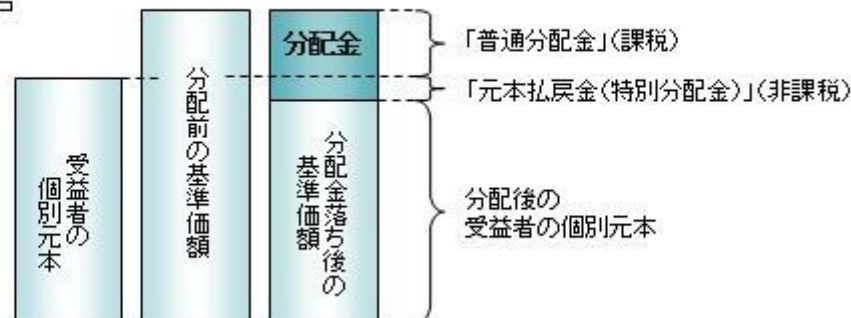 分配金
「普通分配金」(課税)
「元本払戻金(特別分配金)」(非課税)
受益者の
個別元本
分配前の基準価額
分配金落ち後の
基準価額
分配後の
受益者の個別元本